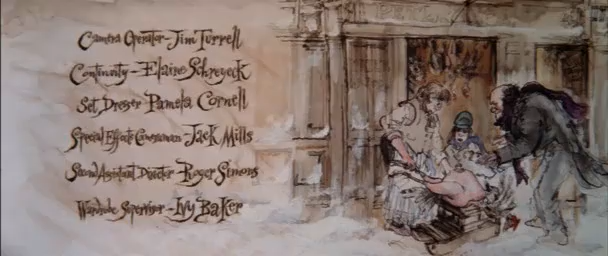 Camera Operator - Jim Turrell
Continuity - Elaine Schreyeck
Set Dresser Pamela Cornell
Special Effects Cameraman Jack Mills
Second Assistant Director - Roger Simons
Wardrobe Supervisor - Ivy Baker